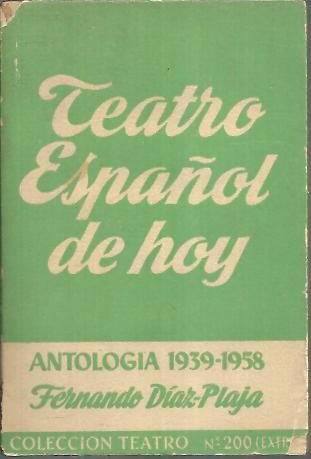 Teatro
Español
de hoy
ANTOLOGIA 1939-1958
Fernando Díaz-Plaja
COLECCION TEATRO Nº 200